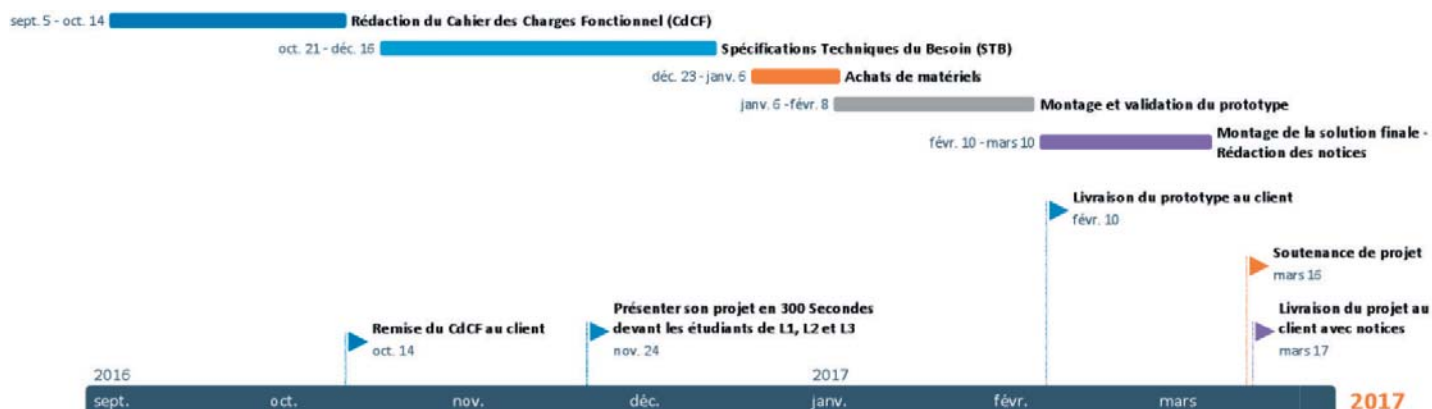 sept. 5 - oct. 14 Rédaction du Cahier des Charges Fonctionnel (CdCF)
oct. 21 - déc. 16 Spécifications Techniques du Besoin (STB)
déc. 23 - janv. 6 Achats de matériels
janv. 6 -févr. 8 Montage et validation du prototype
févr. 10 - mars 10 Montage de la solution finale -
Rédaction des notices
Livraison du prototype au client
févr. 10
Soutenance de projet
mars 16
Présenter son projet en 300 Secondes
devant les étudiants de L1, L2 et L3
nov. 24
Livraison du projet au
client avec notices
mars 17
Remise du CdCF au client
oct. 14
2016 2017
sept. oct. nov. déc. janv. févr. mars 2017